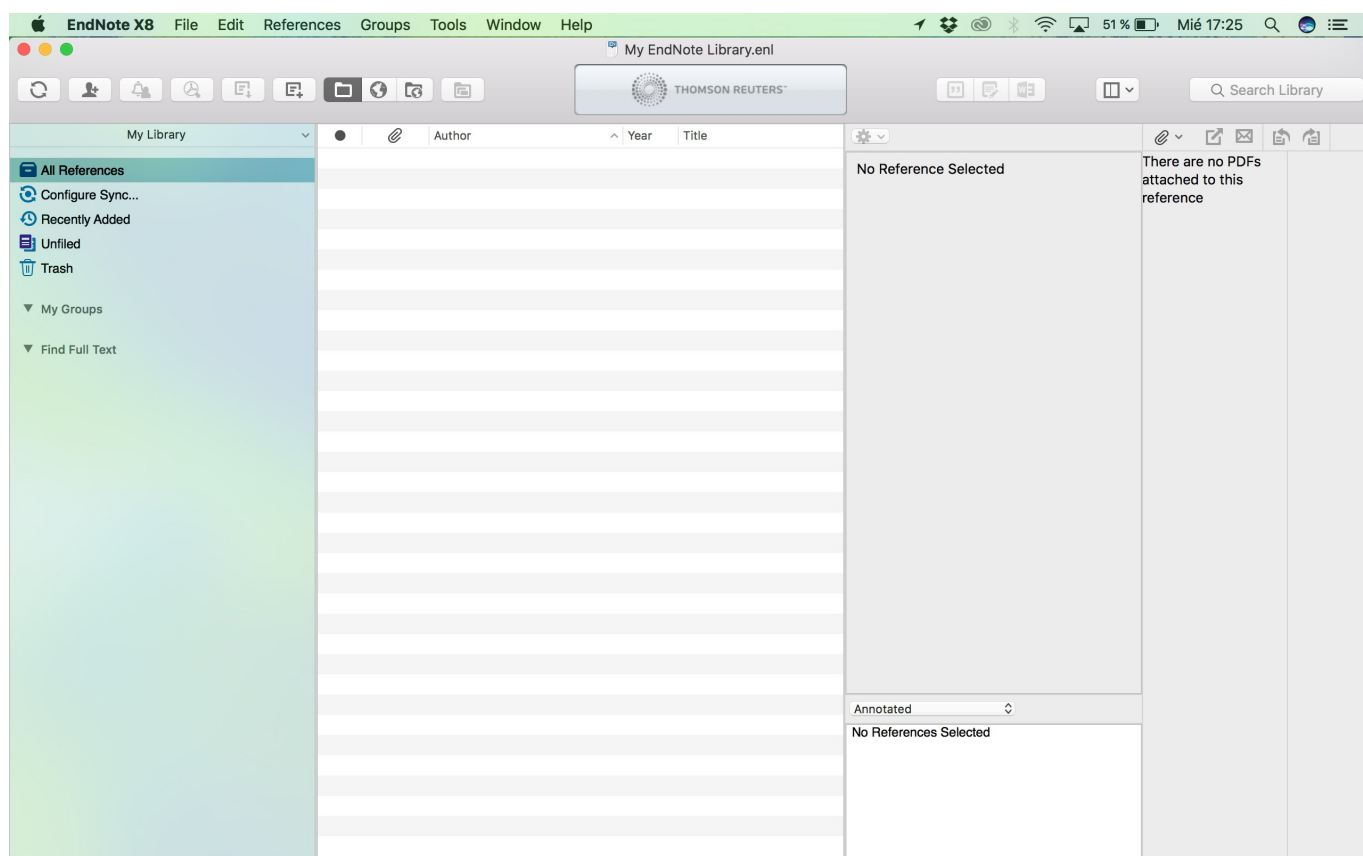 EndNote X8 File Edit References Groups Tools Window Help 51 % Mié 17:25
My EndNote Library.enl
THOMSON REUTERS™ Search Library
My Library Author Year Title
All References
Configure Sync...
Recently Added
Unfiled
Trash
My Groups
Find Full Text
No Reference Selected
There are no PDFs
attached to this
reference
Annotated
No References Selected